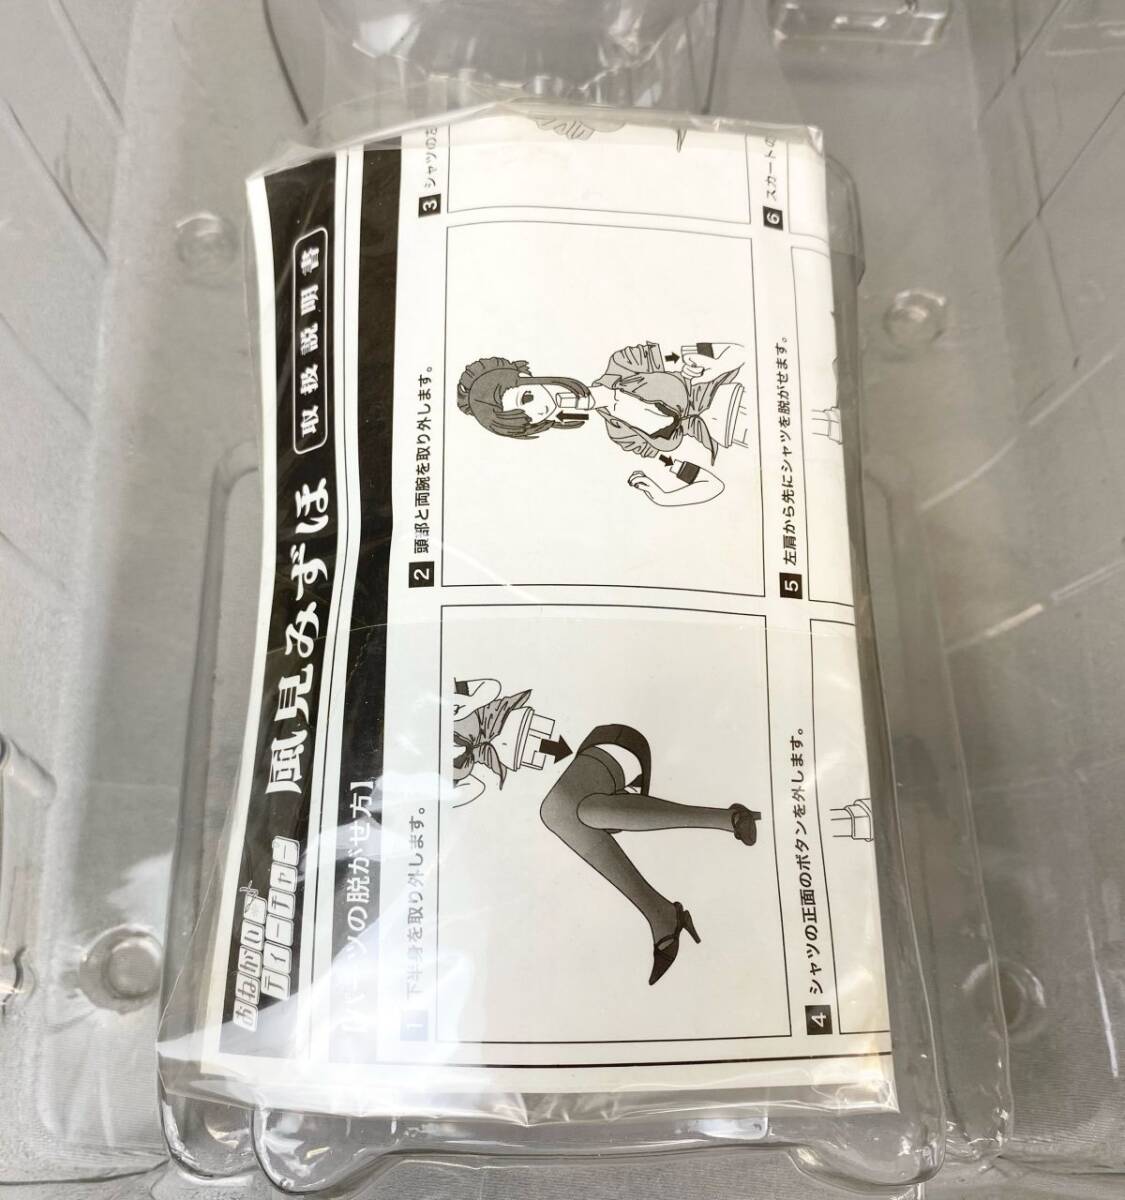 おねがい
ティーチャー
風見みずほ
取扱説明書
パーツの脱がせ方】
1 下半身を取り外します。
2 頭部と両腕を取り外します。
3 シャツの
4 シャツの正面のボタンを外します。
5 左肩から先にシャツを脱がせます。
6 スカートの